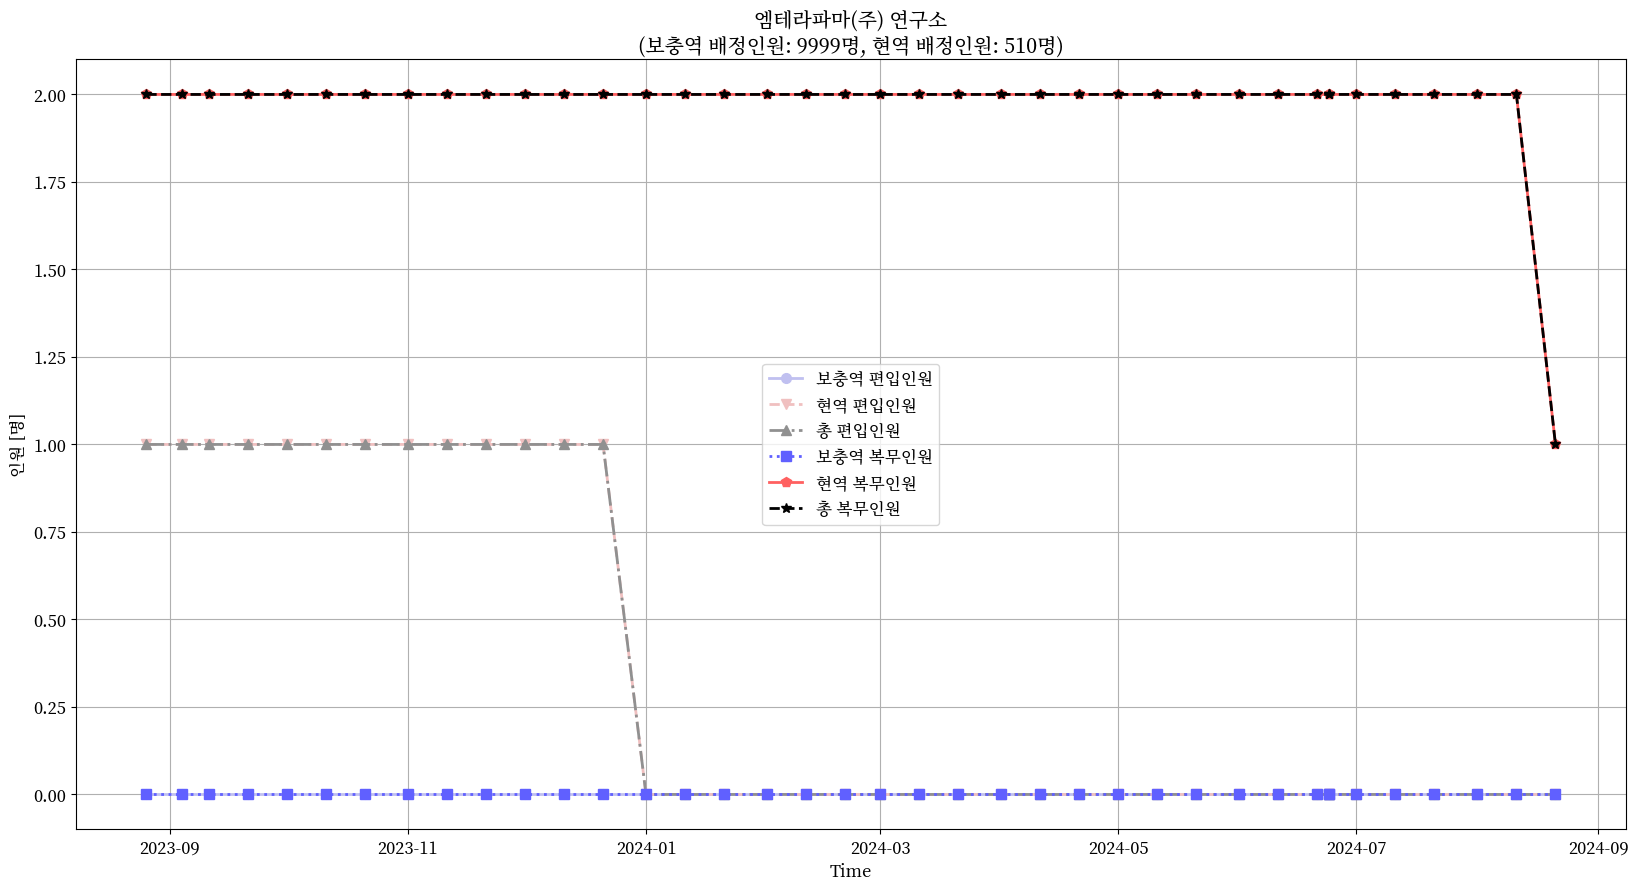 엠테라파마(주) 연구소
(보충역 배정인원: 9999명, 현역 배정인원: 510명)
인원 [명]
2.00
1.75
1.50
1.25
1.00
0.75
0.50
0.25
0.00
보충역 편입인원
현역 편입인원
총 편입인원
보충역 복무인원
현역 복무인원
총 복무인원
2023-09
2023-11
2024-01
2024-03
2024-05
2024-07
2024-09
Time